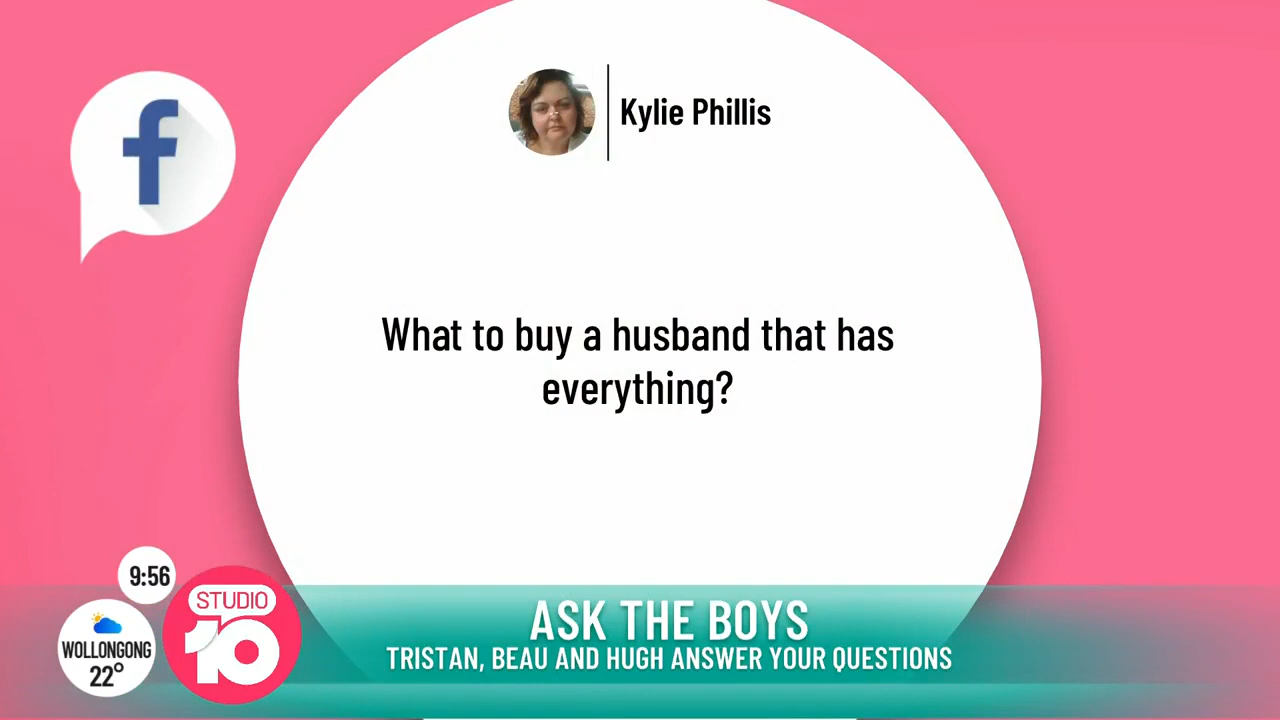 Kylie Phillis
What to buy a husband that has
everything?
9:56
STUDIO
10
WOLLONGONG
22°
ASK THE BOYS
TRISTAN, BEAU AND HUGH ANSWER YOUR QUESTIONS